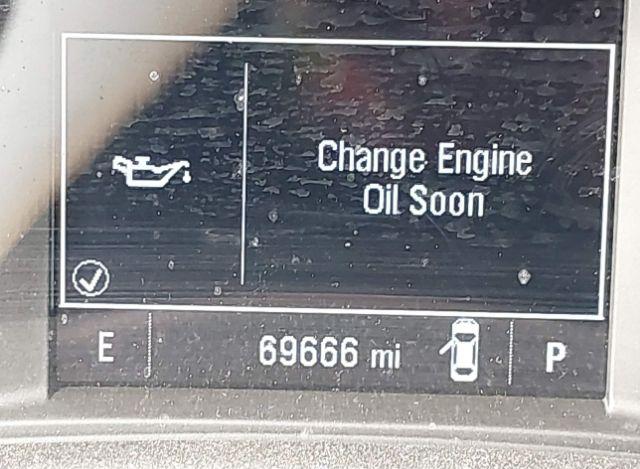 Change Engine
Oil Soon
E
69666 mi
P